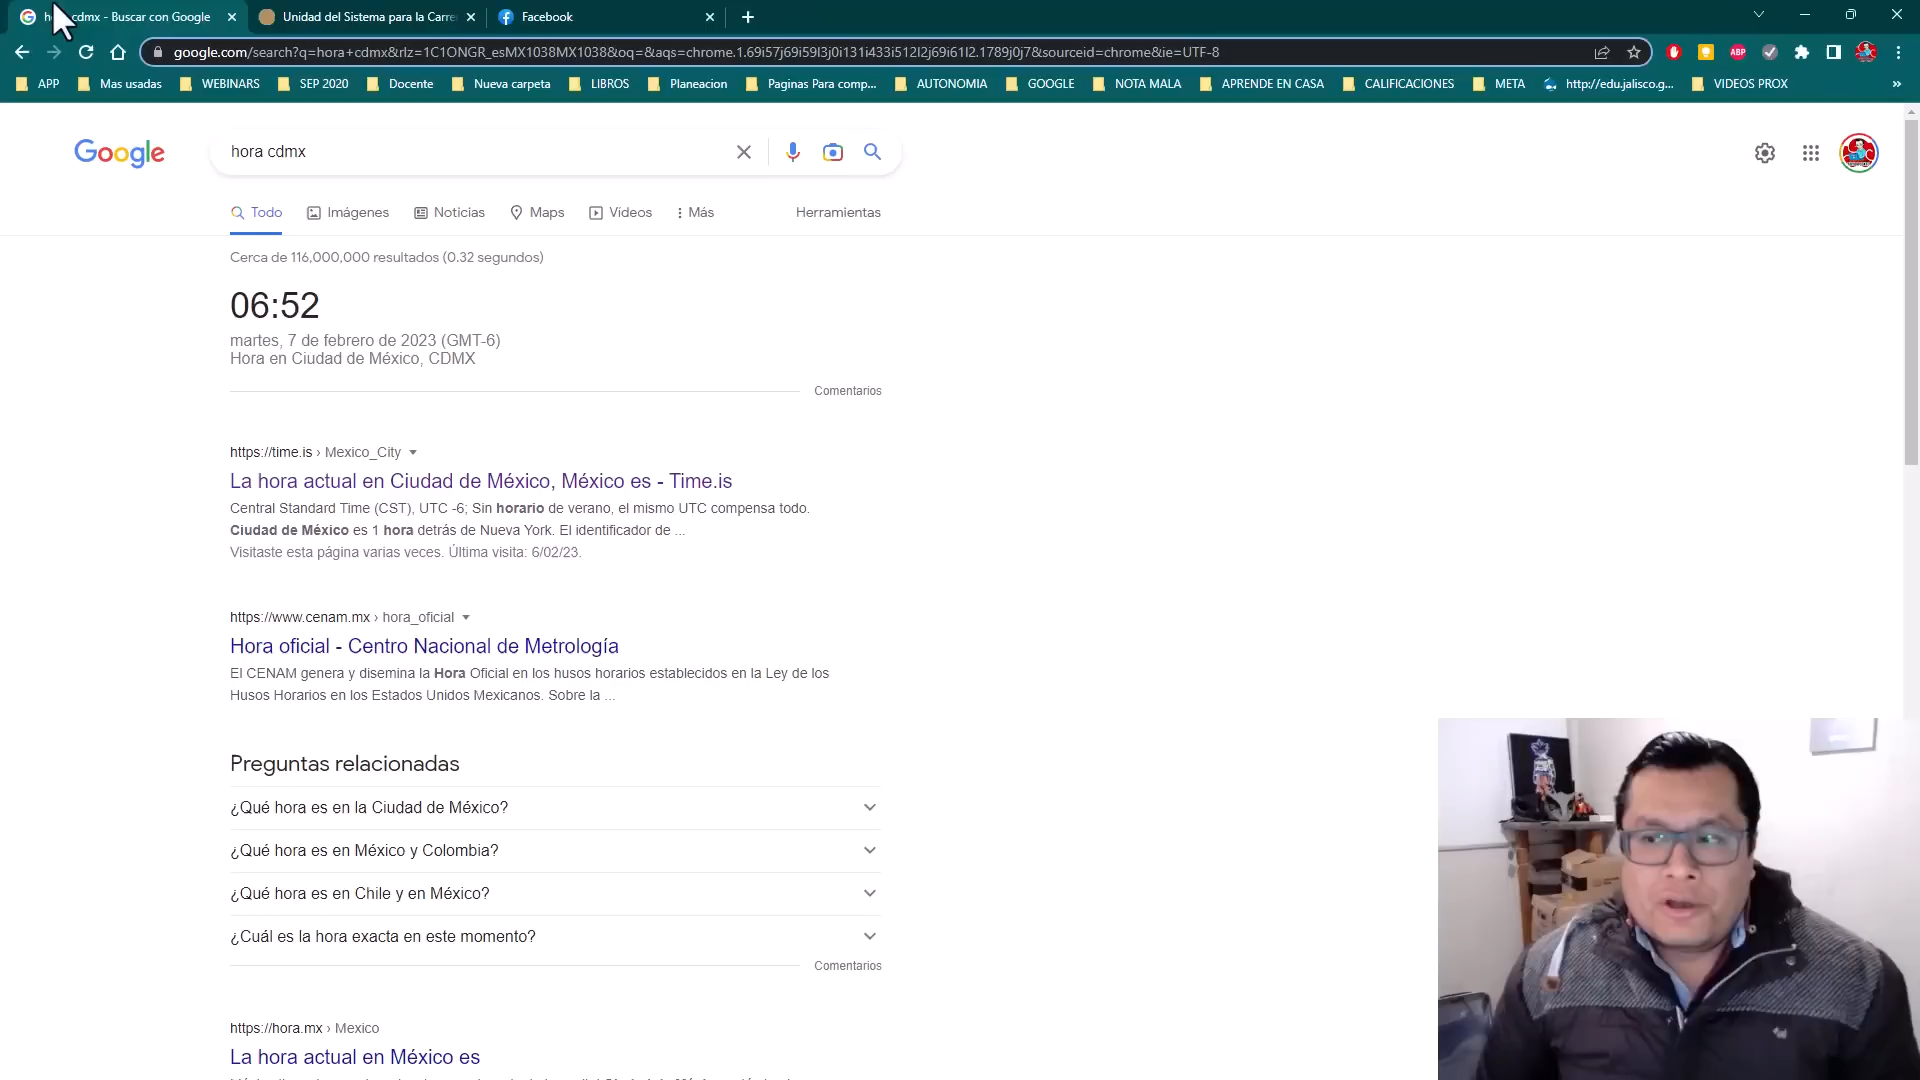 hora cdmx - Buscar con Google
Unidad del Sistema para la Carre
Facebook
google.com/search?q=hora+cdmx&rlz=1C1ONGR_esMX1038MX1038&oq=&aqs=chrome.1.69i57j69i59l3j0i131i433i512l2j69i61l2.1789j0j7&sourceid=chrome&ie=UTF-8
ABP
APP
Mas usadas
WEBINARS
SEP 2020
Docente
Nueva carpeta
LIBROS
Planeacion
Paginas Para comp...
AUTONOMIA
GOOGLE
NOTA MALA
APRENDE EN CASA
CALIFICACIONES
META
http://edu.jalisco.g...
VIDEOS PROX
»
Google
hora cdmx
Todo
Imágenes
Noticias
Maps
Videos
Más
Herramientas
Cerca de 116,000,000 resultados (0.32 segundos)
06:52
martes, 7 de febrero de 2023 (GMT-6)
Hora en Ciudad de México, CDMX
Comentarios
https://time.is › Mexico_City
La hora actual en Ciudad de México, México es - Time.is
Central Standard Time (CST), UTC -6; Sin horario de verano, el mismo UTC compensa todo.
Ciudad de México es 1 hora detrás de Nueva York. El identificador de ...
Visitaste esta página varias veces. Última visita: 6/02/23.
https://www.cenam.mx › hora_oficial
Hora oficial - Centro Nacional de Metrología
El CENAM genera y disemina la Hora Oficial en los husos horarios establecidos en la Ley de los
Husos Horarios en los Estados Unidos Mexicanos. Sobre la ...
Preguntas relacionadas
¿Qué hora es en la Ciudad de México?
¿Qué hora es en México y Colombia?
¿Qué hora es en Chile y en México?
¿Cuál es la hora exacta en este momento?
Comentarios
https://hora.mx › Mexico
La hora actual en México es